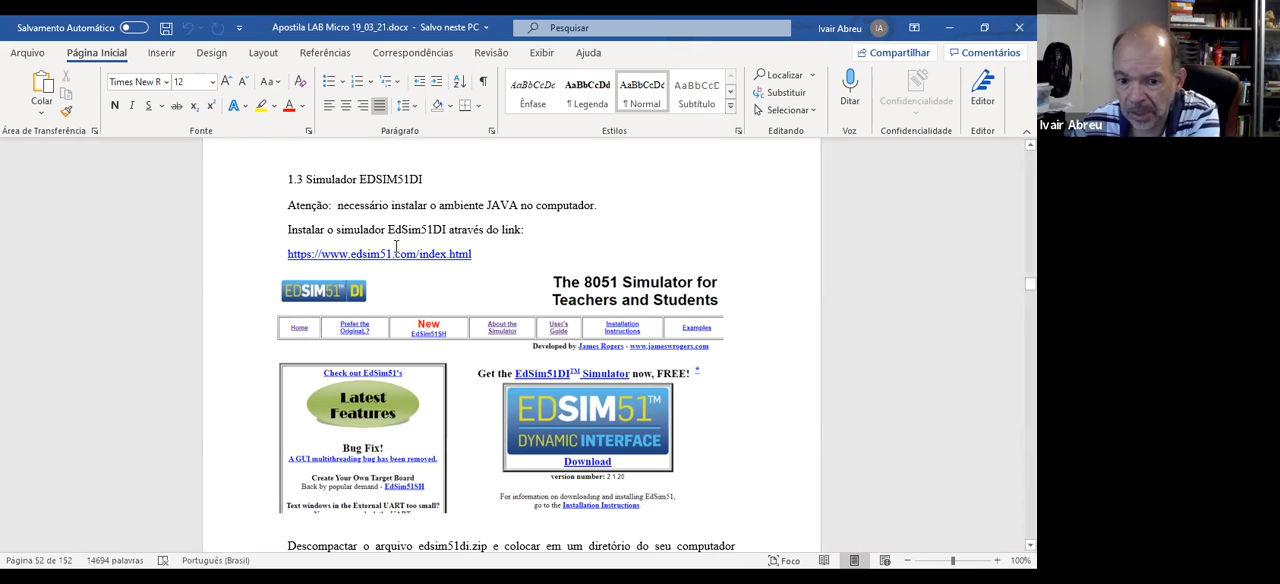 Salvamento Automático
Apostila LAB Micro 19_03_21.docx - Salvo neste PC
Pesquisar
Ivair Abreu
IA
Arquivo
Página Inicial
Inserir
Design
Layout
Referências
Correspondências
Revisão
Exibir
Ajuda
Compartilhar
Comentários
Colar
Times New R
12
Aa
N I S ab x₂ x²
AaBbCcDc AaBbCcDd AaBbCcDc AaBbCcD
Ênfase
¶ Legenda
¶ Normal
Subtítulo
Localizar
Substituir
Selecionar
Ditar
Confidencialidade
Editor
Área de Transferência
Fonte
Parágrafo
Estilos
Editando
Voz
Confidencialidade
Editor
Ivair Abreu
1.3 Simulador EDSIM51DI
Atenção: necessário instalar o ambiente JAVA no computador.
Instalar o simulador EdSim51DI através do link:
https://www.edsim51.com/index.html
EDSIM51™ DI
The 8051 Simulator for
Teachers and Students
Home
Prefer the
OriginaL?
New
EdSim51SH
About the
Simulator
User's
Guide
Installation
Instructions
Examples
Developed by James Rogers - www.jameswrogers.com
Check out EdSim51's
Latest
Features
Bug Fix!
A GUI multithreading bug has been removed.
Create Your Own Target Board
Back by popular demand - EdSim51SH
Text windows in the External UART too small?
Get the EdSim51DI™ Simulator now, FREE! *
EDSIM51™
DYNAMIC INTERFACE
Download
version number: 2.1.20
For information on downloading and installing EdSim51,
go to the Installation Instructions.
Descompactar o arquivo edsim51di.zip e colocar em um diretório do seu computador
Página 52 de 152
14694 palavras
Português (Brasil)
Foco
100%